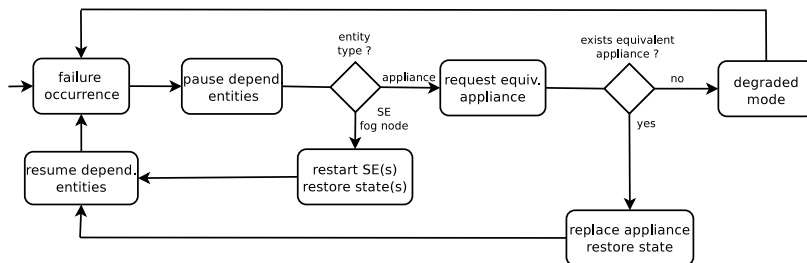 entity
type ?
exists equivalent
appliance ?
failure
occurrence
pause depend.
entities
appliance
request equiv.
appliance
no
degraded
mode
SE
fog node
yes
resume depend.
entities
restart SE(s)
restore state(s)
replace appliance
restore state